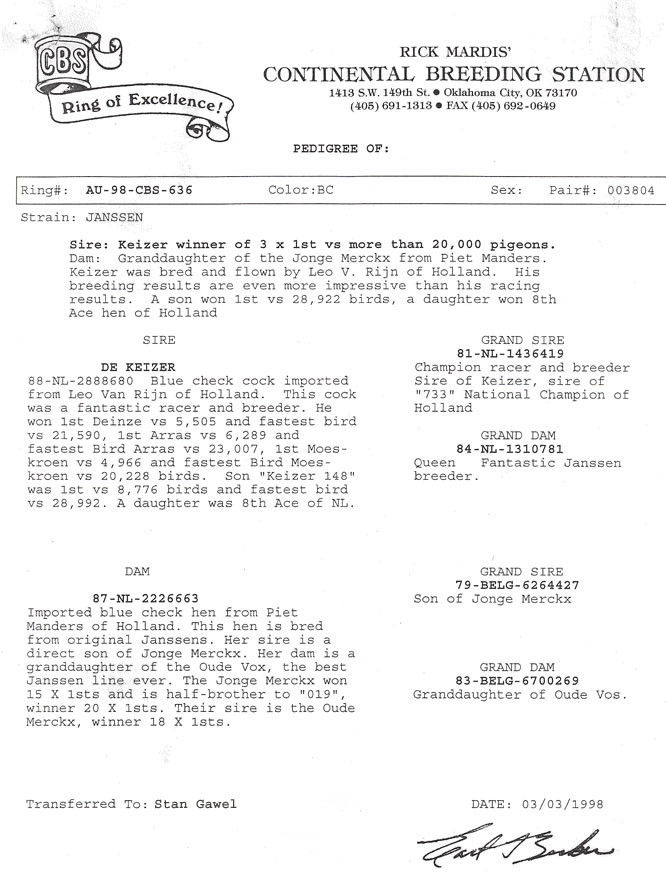 CBS
Ring of Excellence!
RICK MARDIS'
CONTINENTAL BREEDING STATION
1413 S.W. 149th St. ● Oklahoma City, OK 73170
(405) 691-1313 ● FAX (405) 692-0649
PEDIGREE OF:
Ring#: AU-98-CBS-636 Color:BC Sex: Pair#: 003804
Strain: JANSSEN
Sire: Keizer winner of 3 x 1st vs more than 20,000 pigeons.
Dam: Granddaughter of the Jonge Merckx from Piet Manders.
Keizer was bred and flown by Leo V. Rijn of Holland. His
breeding results are even more impressive than his racing
results. A son won 1st vs 28,922 birds, a daughter won 8th
Ace hen of Holland
SIRE
DE KEIZER
88-NL-2888680 Blue check cock imported
from Leo Van Rijn of Holland. This cock
was a fantastic racer and breeder. He
won 1st Deinze vs 5,505 and fastest bird
vs 21,590, 1st Arras vs 6,289 and
fastest Bird Arras vs 23,007, 1st Moes-
kroen vs 4,966 and fastest Bird Moes-
kroen vs 20,228 birds. Son "Keizer 148"
was 1st vs 8,776 birds and fastest bird
vs 28,992. A daughter was 8th Ace of NL.
GRAND SIRE
81-NL-1436419
Champion racer and breeder
Sire of Keizer, sire of
"733" National Champion of
Holland
GRAND DAM
84-NL-1310781
Queen Fantastic Janssen
breeder.
DAM
87-NL-2226663
Imported blue check hen from Piet
Manders of Holland. This hen is bred
from original Janssens. Her sire is a
direct son of Jonge Merckx. Her dam is a
granddaughter of the Oude Vox, the best
Janssen line ever. The Jonge Merckx won
15 X 1sts and is half-brother to "019",
winner 20 X 1sts. Their sire is the Oude
Merckx, winner 18 X 1sts.
GRAND SIRE
79-BELG-6264427
Son of Jonge Merckx
GRAND DAM
83-BELG-6700269
Granddaughter of Oude Vos.
Transferred To: Stan Gawel
DATE: 03/03/1998